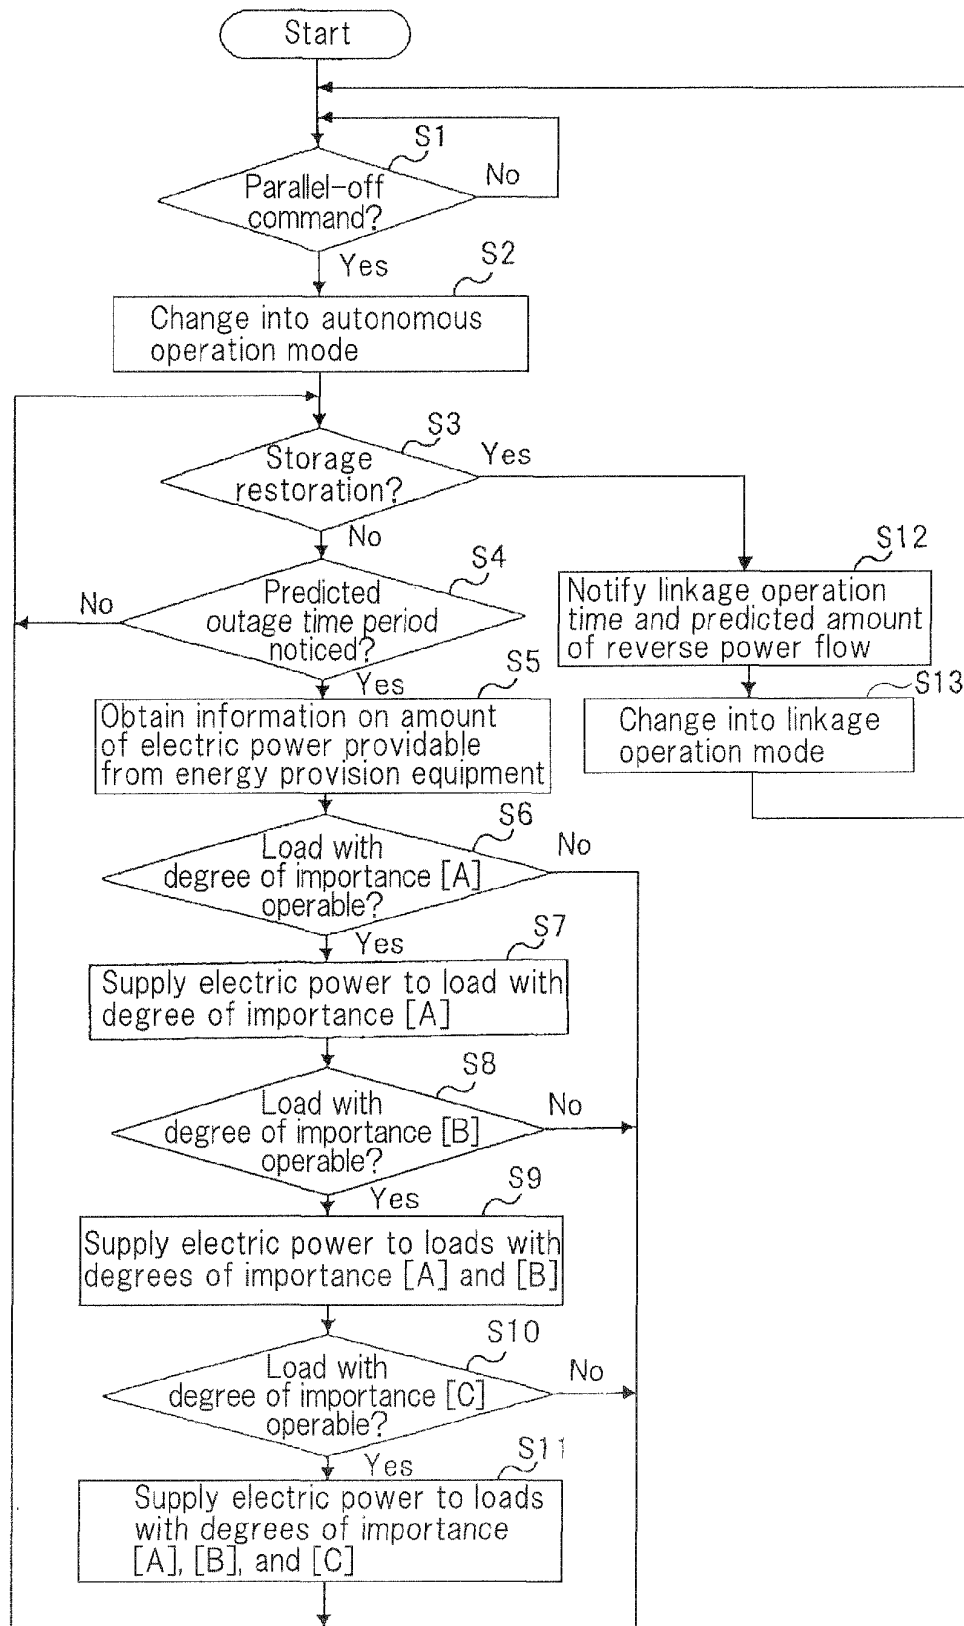 Start
S1
Parallel-off
command?
No
Yes
S2
Change into autonomous
operation mode
S3
Storage
restoration?
Yes
No
S4
Predicted
outage time period
noticed?
No
Yes
S12
Notify linkage operation
time and predicted amount
of reverse power flow
S13
Change into linkage
operation mode
S5
Obtain information on amount
of electric power providable
from energy provision equipment
S6
Load with
degree of importance [A]
operable?
No
Yes
S7
Supply electric power to load with
degree of importance [A]
S8
Load with
degree of importance [B]
operable?
No
Yes
S9
Supply electric power to loads with
degrees of importance [A] and [B]
S10
Load with
degree of importance [C]
operable?
No
Yes
S11
Supply electric power to loads
with degrees of importance
[A], [B], and [C]